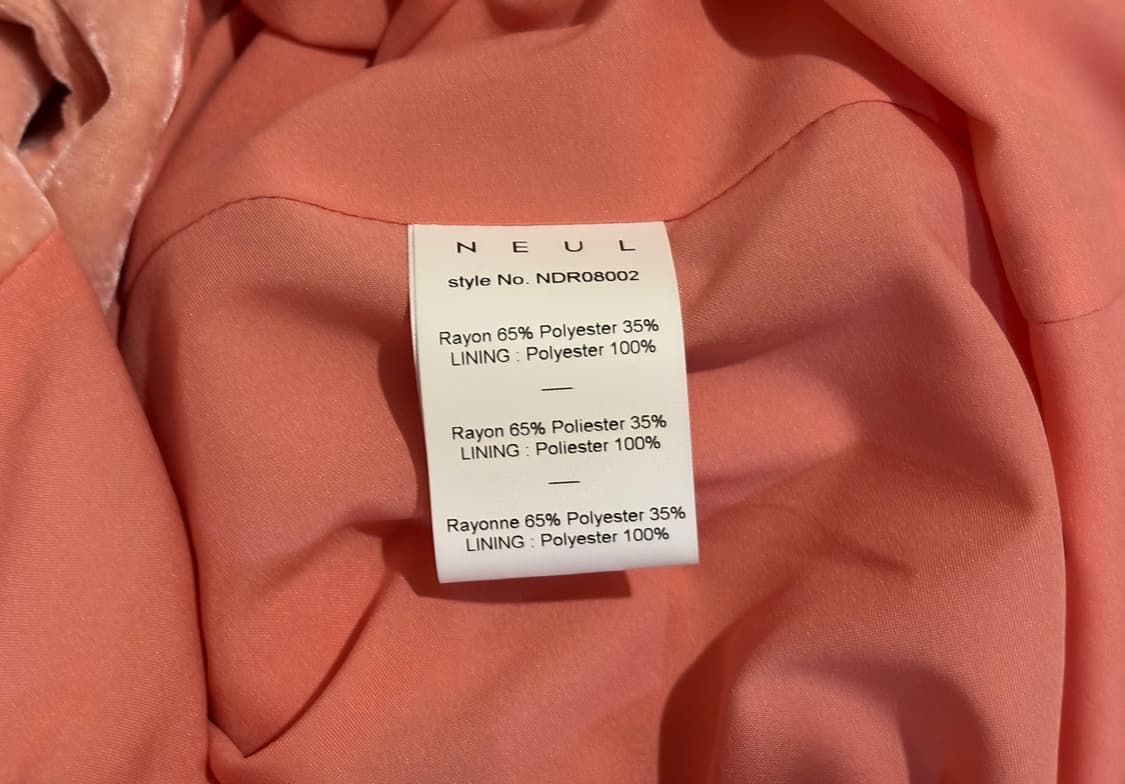 N E U L
style No. NDR08002
Rayon 65% Polyester 35%
LINING : Polyester 100%
—
Rayon 65% Poliester 35%
LINING : Poliester 100%
—
Rayonne 65% Polyester 35%
LINING : Polyester 100%